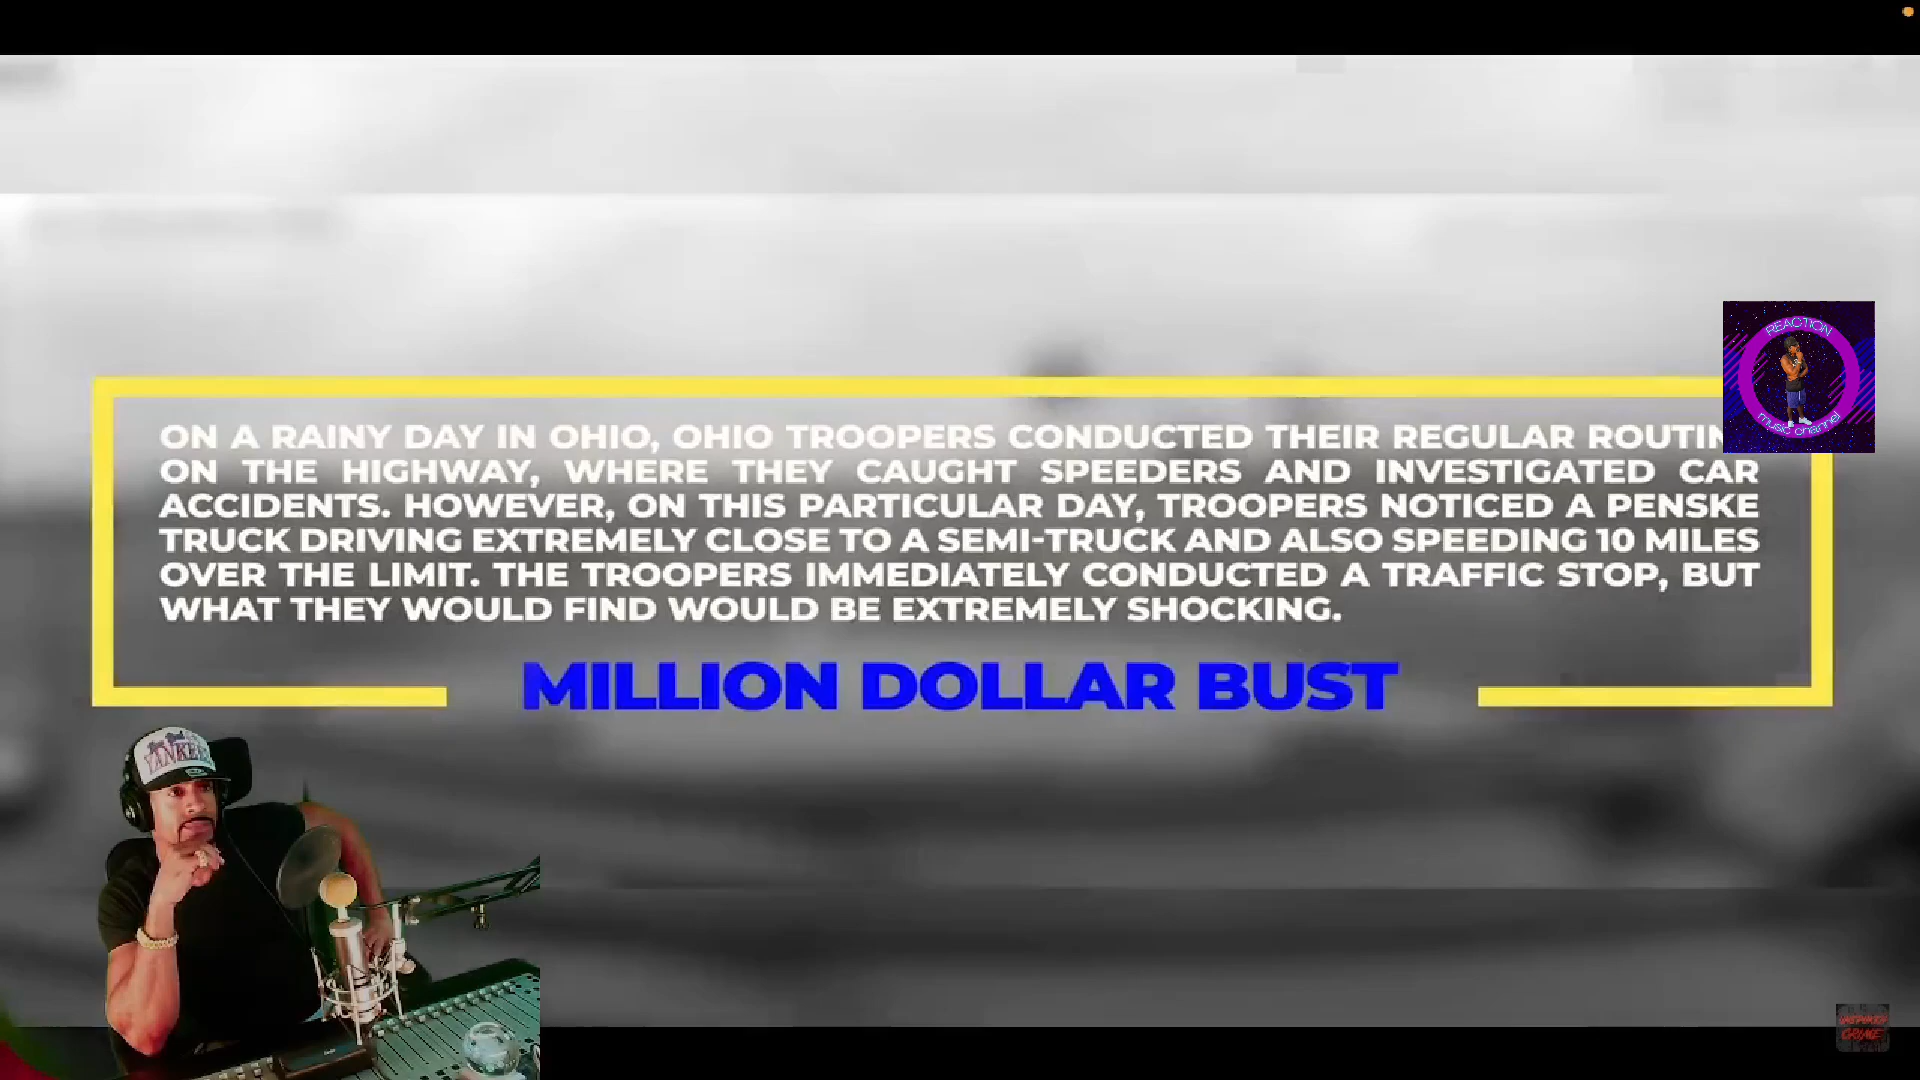 REACTION
music channel
ON A RAINY DAY IN OHIO, OHIO TROOPERS CONDUCTED THEIR REGULAR ROUTIN
ON THE HIGHWAY, WHERE THEY CAUGHT SPEEDERS AND INVESTIGATED CAR
ACCIDENTS. HOWEVER, ON THIS PARTICULAR DAY, TROOPERS NOTICED A PENSKE
TRUCK DRIVING EXTREMELY CLOSE TO A SEMI-TRUCK AND ALSO SPEEDING 10 MILES
OVER THE LIMIT. THE TROOPERS IMMEDIATELY CONDUCTED A TRAFFIC STOP, BUT
WHAT THEY WOULD FIND WOULD BE EXTREMELY SHOCKING.
MILLION DOLLAR BUST
YANKEES
CRIME